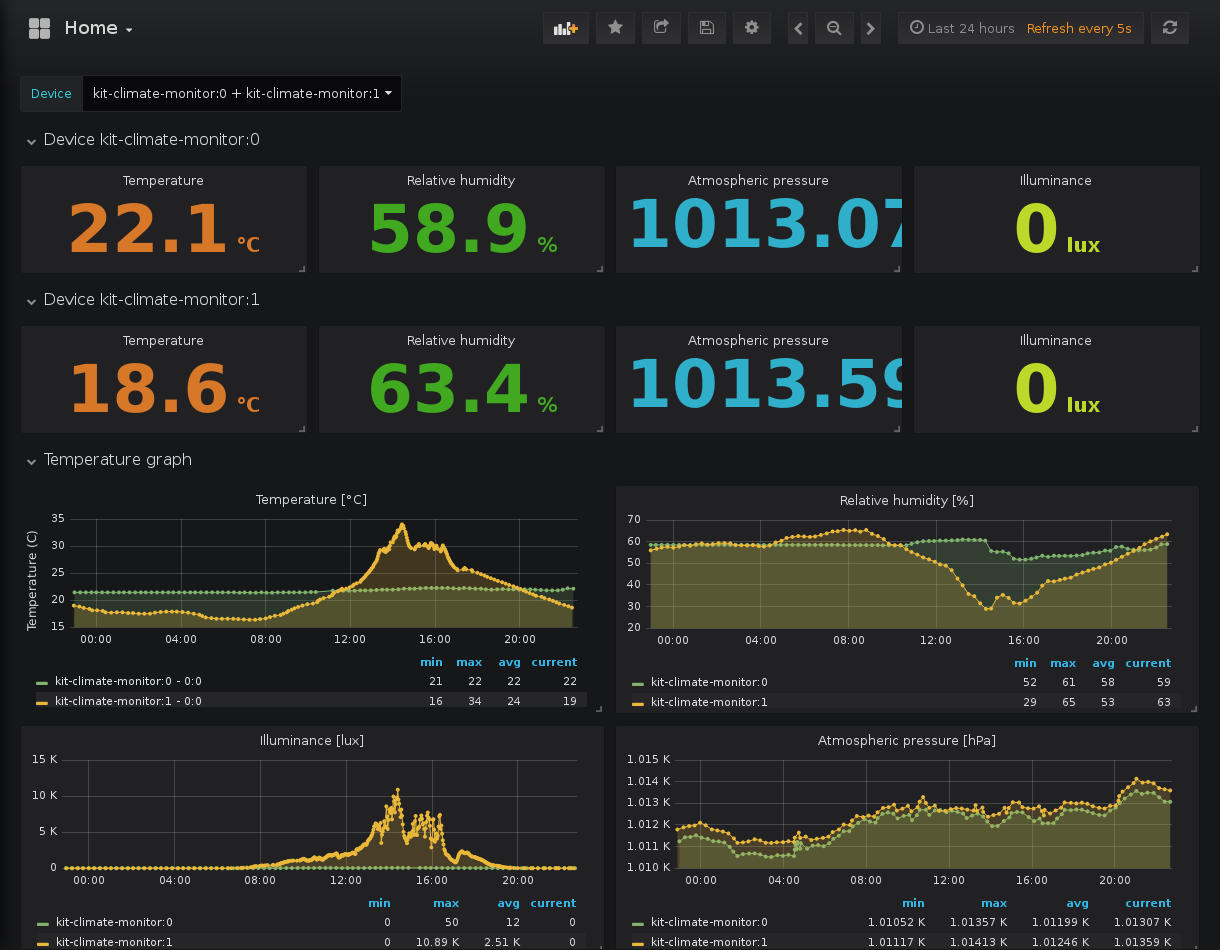 Home
Last 24 hours Refresh every 5s
Device kit-climate-monitor:0 + kit-climate-monitor:1
Device kit-climate-monitor:0
Temperature Relative humidity Atmospheric pressure Illuminance
22.1 °C 58.9 % 1013.07 0 lux
Device kit-climate-monitor:1
Temperature Relative humidity Atmospheric pressure Illuminance
18.6 °C 63.4 % 1013.59 0 lux
Temperature graph
Temperature [°C]
Temperature (C)
35
30
25
20
15
00:00 04:00 08:00 12:00 16:00 20:00
min max avg current
kit-climate-monitor:0 - 0:0 21 22 22 22
kit-climate-monitor:1 - 0:0 16 34 24 19
Relative humidity [%]
70
60
50
40
30
20
00:00 04:00 08:00 12:00 16:00 20:00
min max avg current
kit-climate-monitor:0 52 61 58 59
kit-climate-monitor:1 29 65 53 63
Illuminance [lux]
15 K
10 K
5 K
0
00:00 04:00 08:00 12:00 16:00 20:00
min max avg current
kit-climate-monitor:0 0 50 12 0
kit-climate-monitor:1 0 10.89 K 2.51 K 0
Atmospheric pressure [hPa]
1.015 K
1.014 K
1.013 K
1.012 K
1.011 K
1.010 K
00:00 04:00 08:00 12:00 16:00 20:00
min max avg current
kit-climate-monitor:0 1.01052 K 1.01357 K 1.01199 K 1.01307 K
kit-climate-monitor:1 1.01117 K 1.01413 K 1.01246 K 1.01359 K